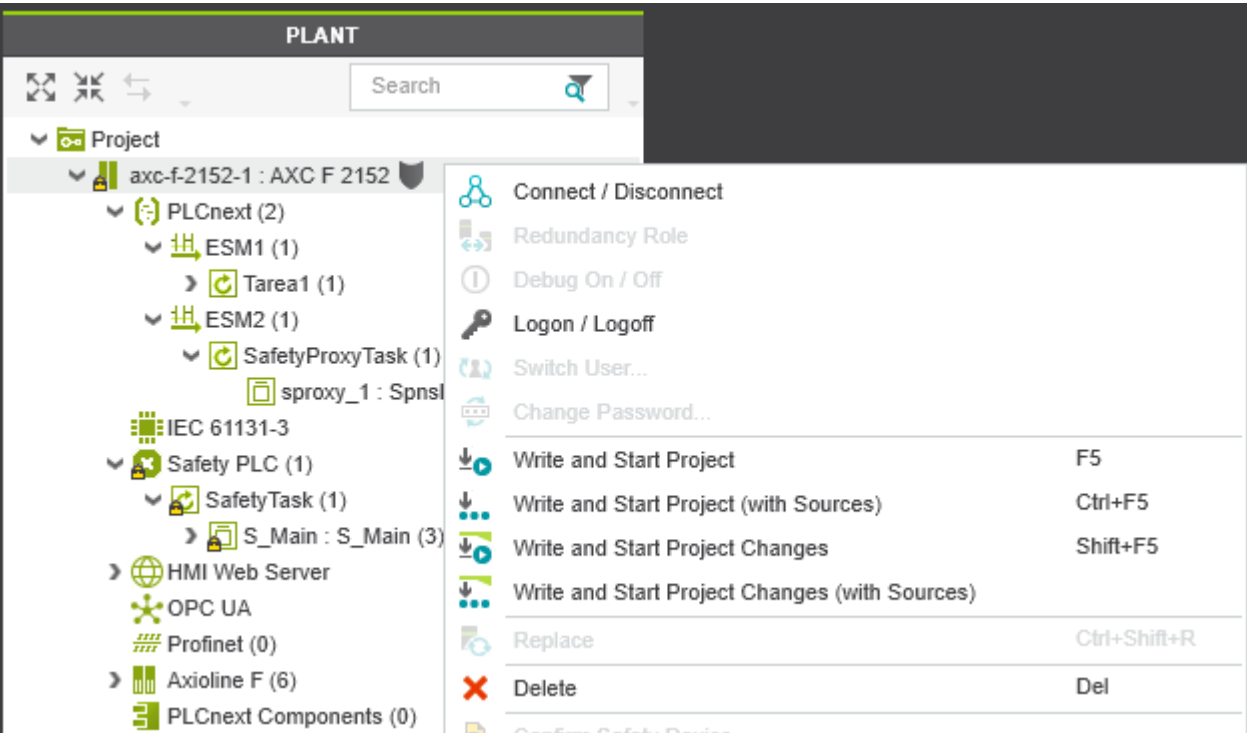 PLANT
Search
Project
axc-f-2152-1 : AXC F 2152
PLCnext (2)
ESM1 (1)
Tarea1 (1)
ESM2 (1)
SafetyProxyTask (1)
sproxy_1 : Spns
IEC 61131-3
Safety PLC (1)
SafetyTask (1)
S_Main : S_Main (3)
HMI Web Server
OPC UA
Profinet (0)
Axioline F (6)
PLCnext Components (0)
Connect / Disconnect
Redundancy Role
Debug On / Off
Logon / Logoff
Switch User...
Change Password...
Write and Start Project F5
Write and Start Project (with Sources) Ctrl+F5
Write and Start Project Changes Shift+F5
Write and Start Project Changes (with Sources)
Replace Ctrl+Shift+R
Delete Del
Confirm Safety Device